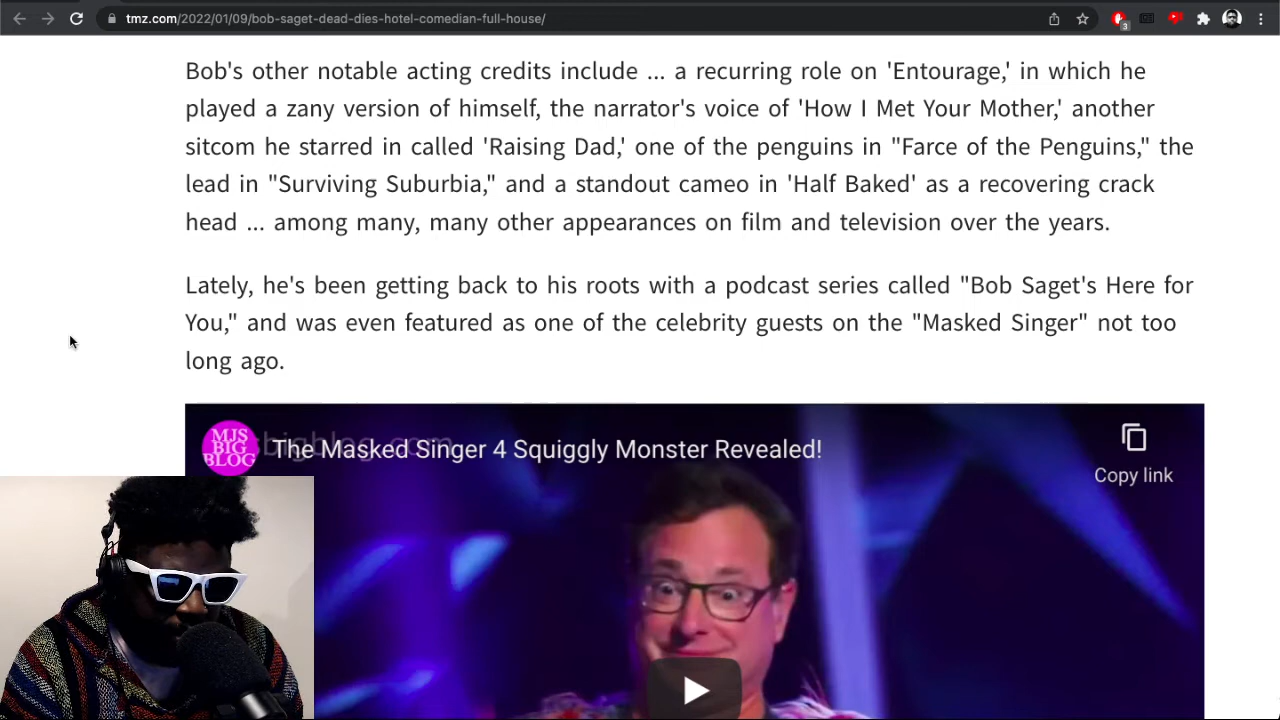 tmz.com/2022/01/09/bob-saget-dead-dies-hotel-comedian-full-house/
3
Bob's other notable acting credits include ... a recurring role on 'Entourage,' in which he
played a zany version of himself, the narrator's voice of 'How I Met Your Mother,' another
sitcom he starred in called 'Raising Dad,' one of the penguins in "Farce of the Penguins," the
lead in "Surviving Suburbia," and a standout cameo in 'Half Baked' as a recovering crack
head ... among many, many other appearances on film and television over the years.
Lately, he's been getting back to his roots with a podcast series called "Bob Saget's Here for
You," and was even featured as one of the celebrity guests on the "Masked Singer" not too
long ago.
MJS
BIG
BLOG
bigblog.com
The Masked Singer 4 Squiggly Monster Revealed!
Copy link